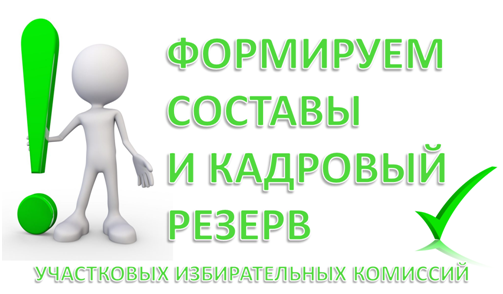 ФОРМИРУЕМ
СОСТАВЫ
И КАДРОВЫЙ
РЕЗЕРВ
УЧАСТКОВЫХ ИЗБИРАТЕЛЬНЫХ КОМИССИЙ